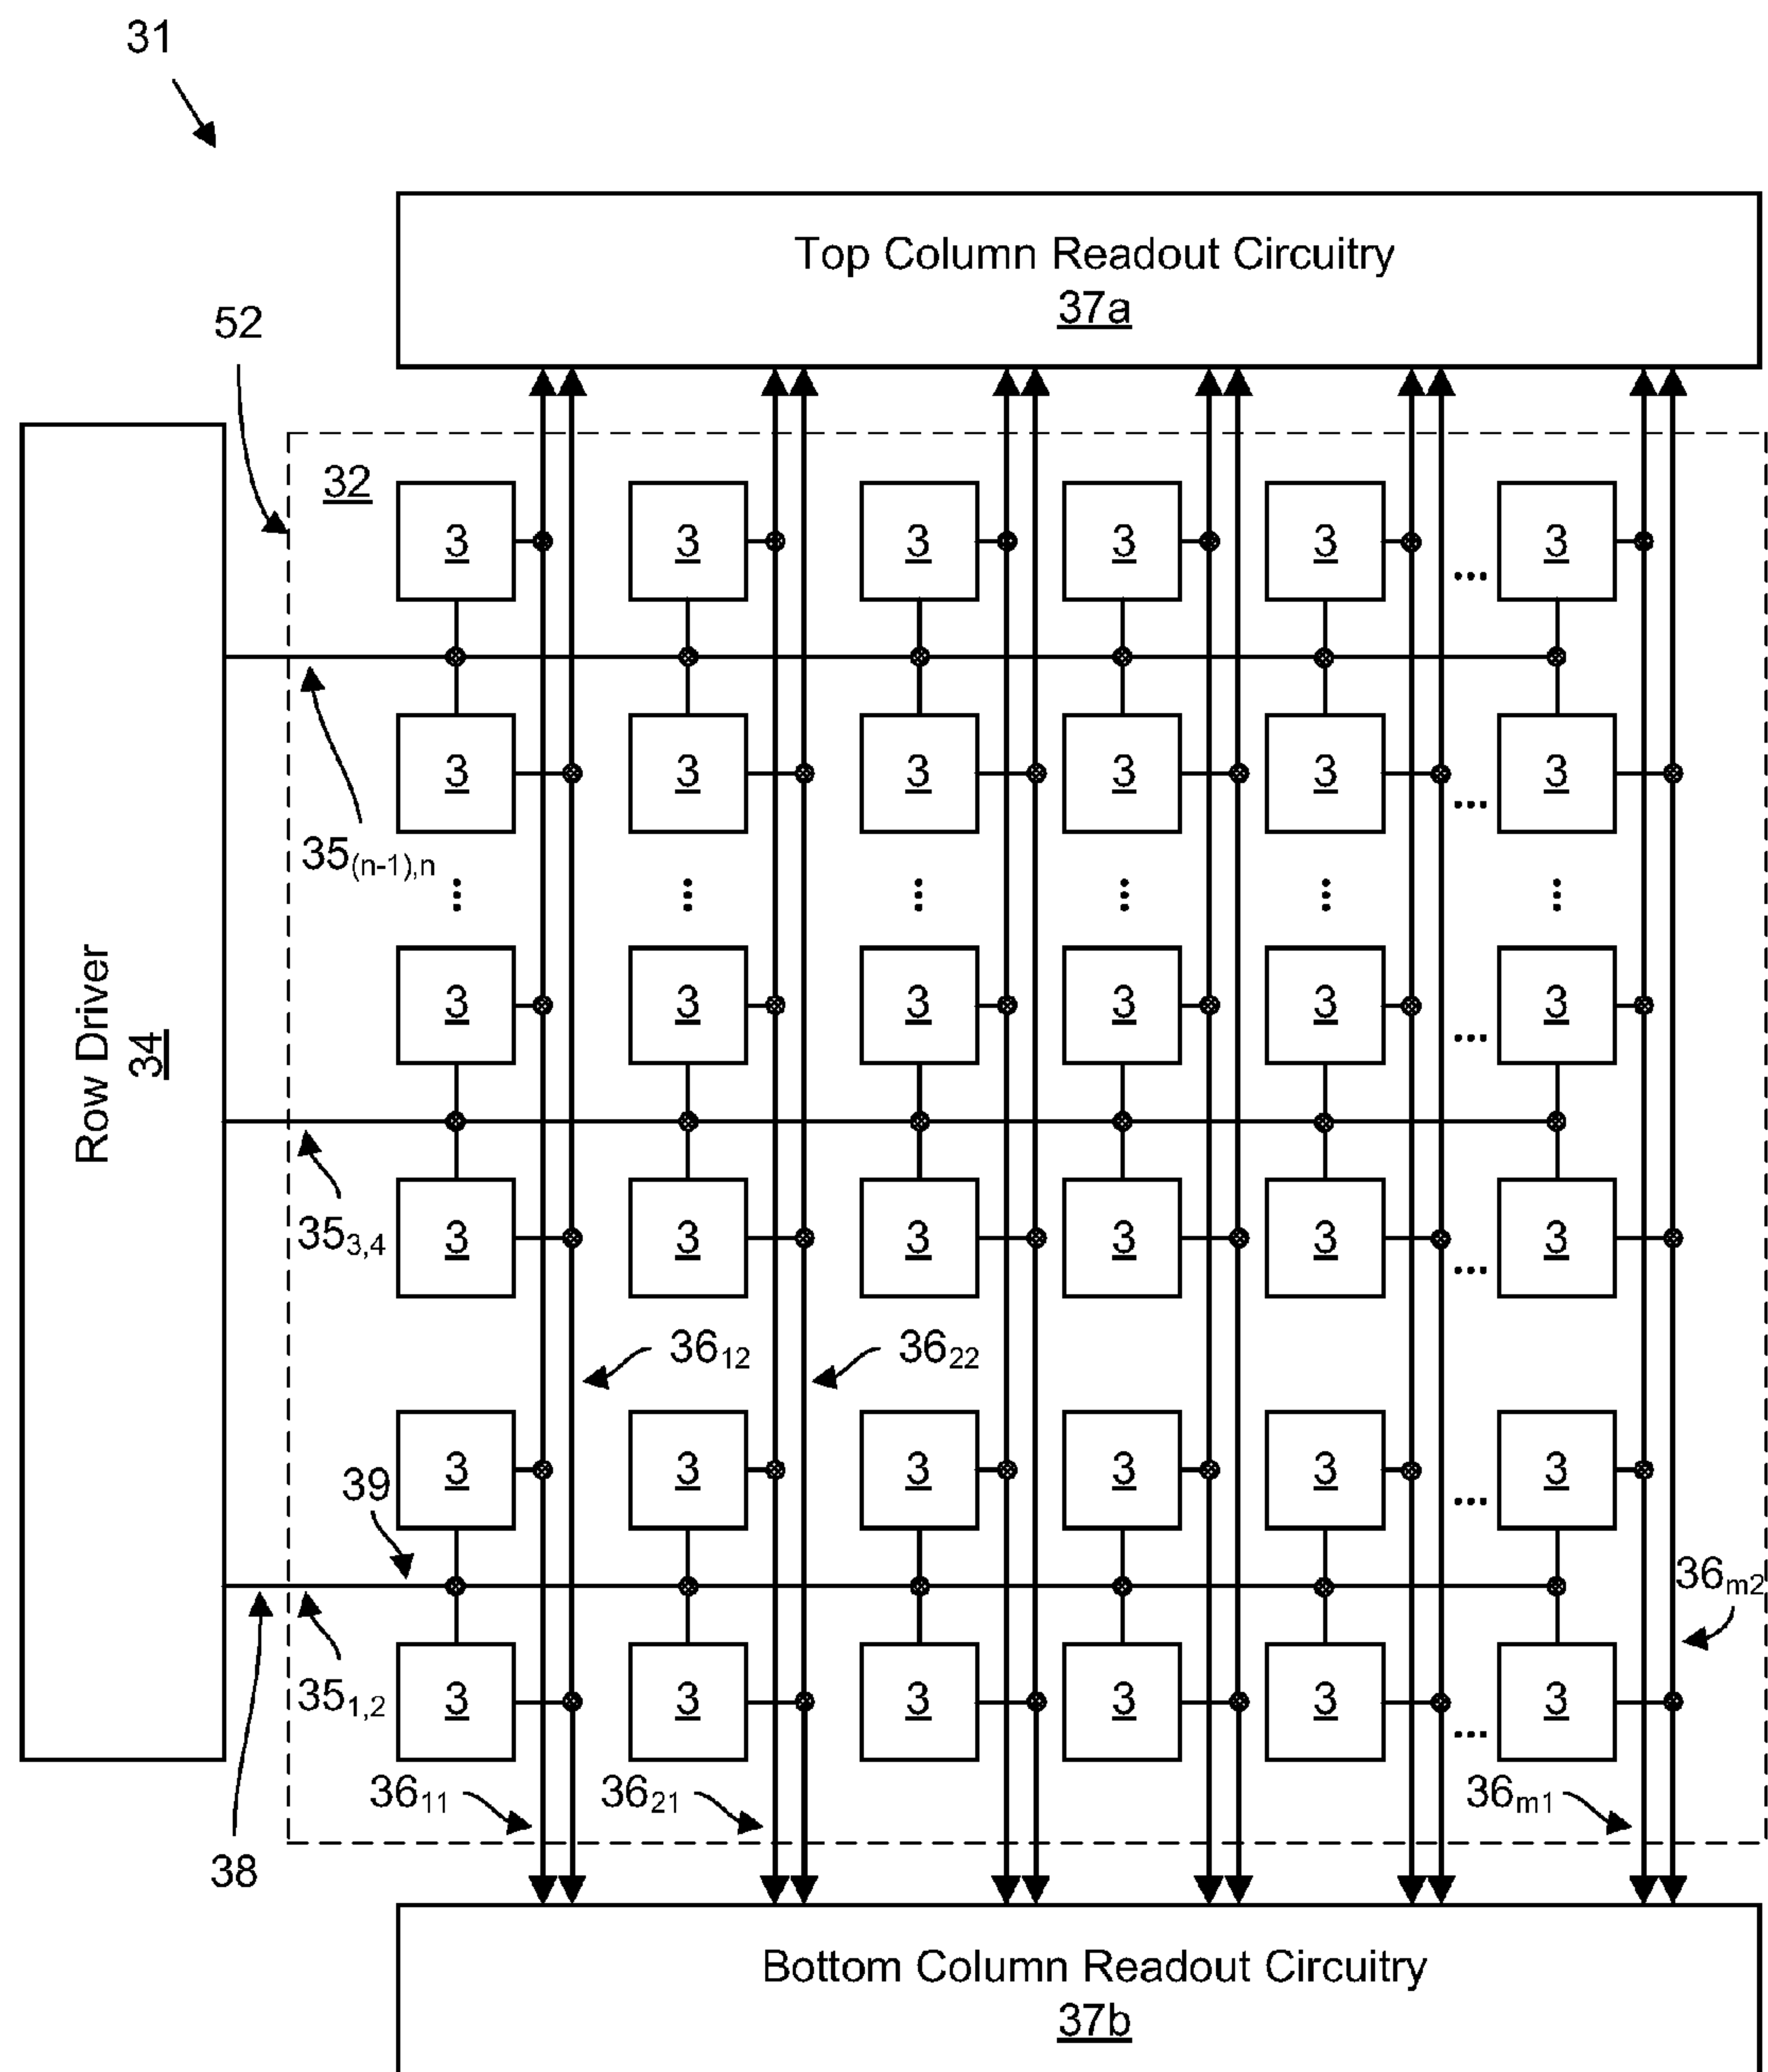 31
Top Column Readout Circuitry
37a
52
32
3 3 3 3 3 ... 3
35(n-1),n
3 3 3 3 3 ... 3
⋮ ⋮ ⋮ ⋮ ⋮ ⋮
Row Driver
34
3 3 3 3 3 ... 3
353,4
3 3 3 3 3 ... 3
3612 3622
3 3 3 3 3 ... 3
39
36m2
351,2
3 3 3 3 3 ... 3
3611 3621 36m1
38
Bottom Column Readout Circuitry
37b